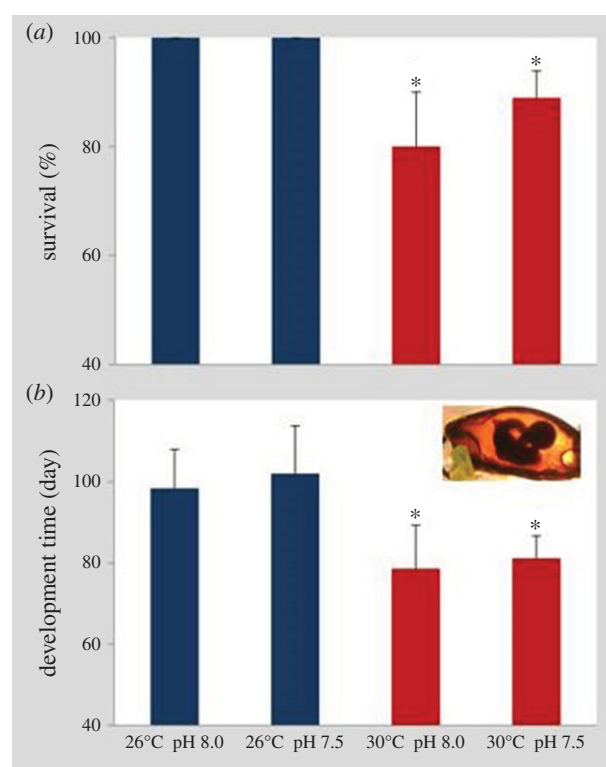 (a)
100
80
60
40
survival (%)
*
*
(b)
120
100
80
60
40
development time (day)
*
*
26°C pH 8.0
26°C pH 7.5
30°C pH 8.0
30°C pH 7.5